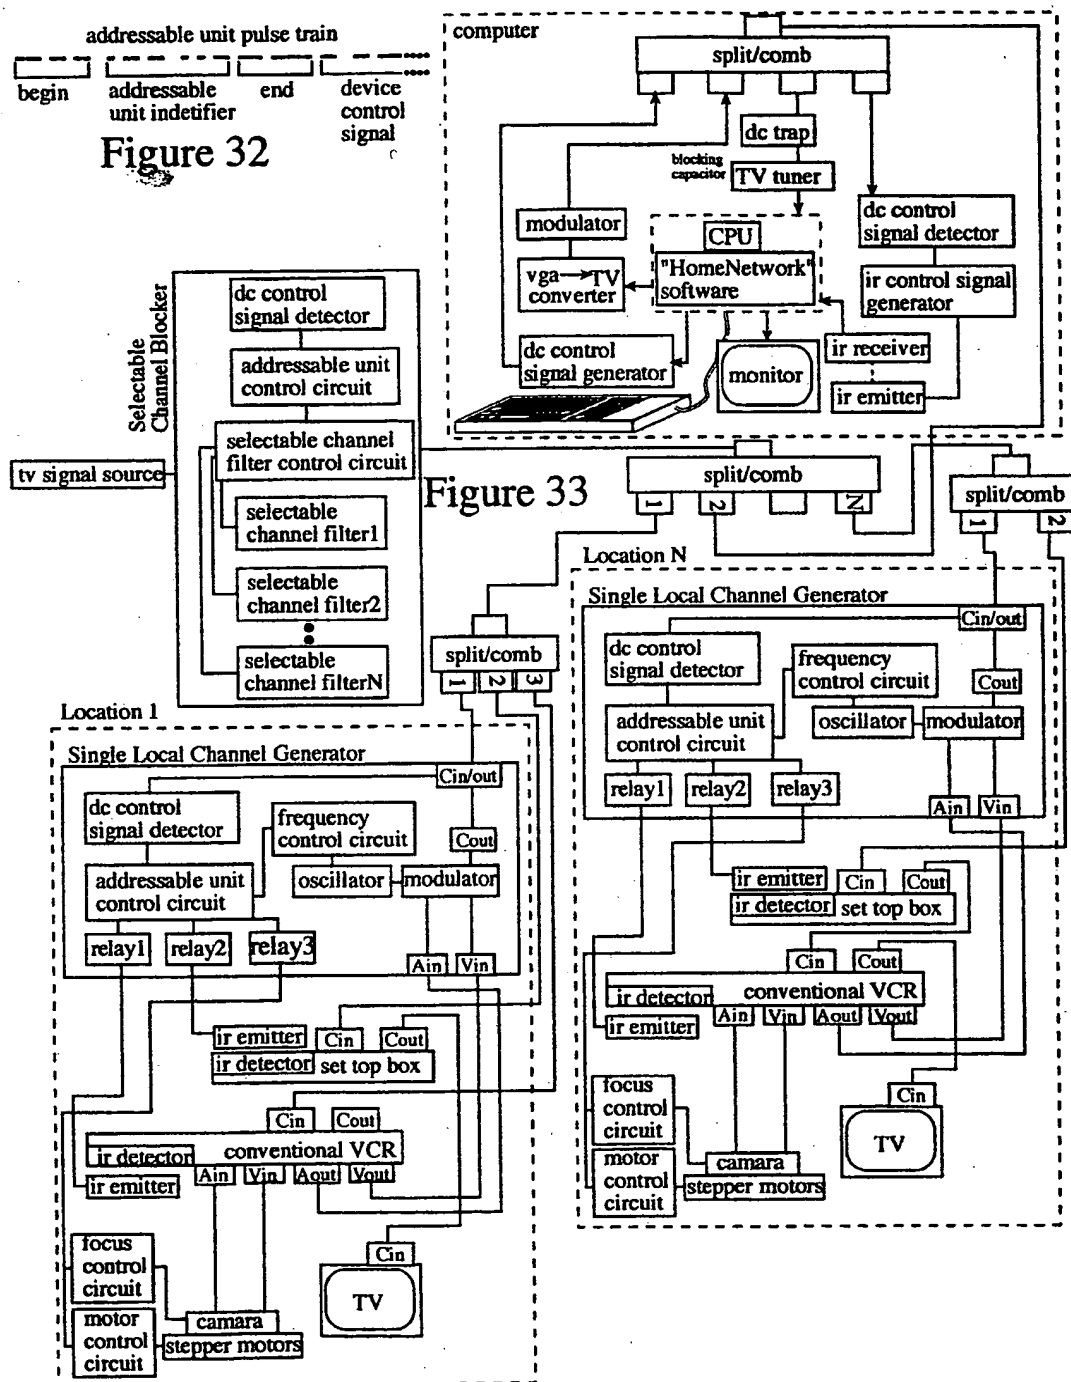 addressable unit pulse train
begin
addressable
unit indetifier
end
device
control
signal
Figure 32
computer
split/comb
dc trap
blocking
capacitor
TV tuner
modulator
CPU
"HomeNetwork"
software
vga→TV
converter
dc control
signal detector
ir control signal
generator
dc control
signal generator
monitor
ir receiver
ir emitter
Selectable
Channel Blocker
dc control
signal detector
addressable unit
control circuit
selectable channel
filter control circuit
tv signal source
selectable
channel filter1
selectable
channel filter2
selectable
channel filterN
Figure 33
split/comb
1
2
N
split/comb
1
2
split/comb
1
2
3
Location 1
Single Local Channel Generator
Cin/out
dc control
signal detector
frequency
control circuit
Cout
addressable unit
control circuit
oscillator
modulator
relay1
relay2
relay3
Ain
Vin
ir emitter
Cin
Cout
ir detector
set top box
Cin
Cout
conventional VCR
ir detector
ir emitter
Ain
Vin
Aout
Vout
focus
control
circuit
Cin
TV
motor
control
circuit
camara
stepper motors
Location N
Single Local Channel Generator
Cin/out
dc control
signal detector
frequency
control circuit
Cout
addressable unit
control circuit
oscillator
modulator
relay1
relay2
relay3
Ain
Vin
ir emitter
Cin
Cout
ir detector
set top box
Cin
Cout
conventional VCR
ir detector
ir emitter
Ain
Vin
Aout
Vout
focus
control
circuit
Cin
TV
motor
control
circuit
camara
stepper motors